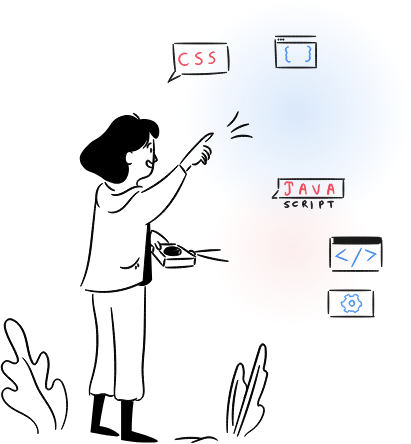 CSS
{ }
JAVA
SCRIPT
</>